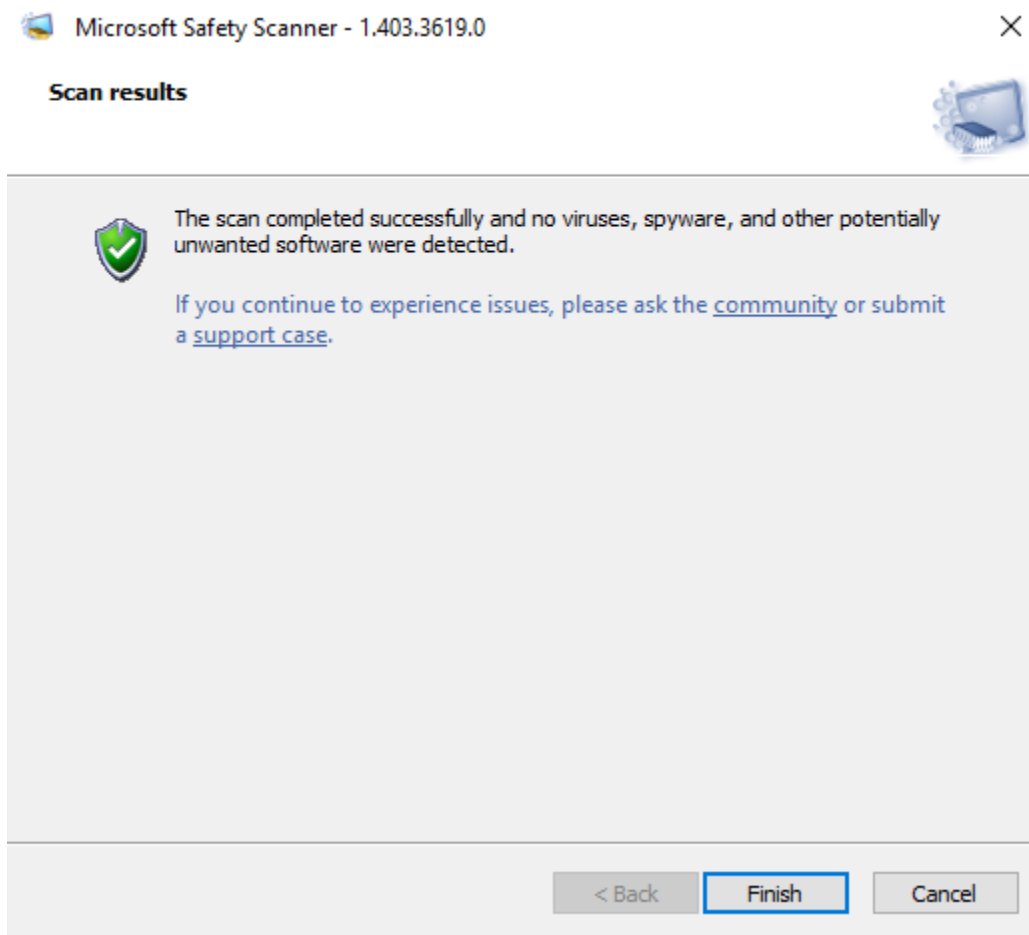 Microsoft Safety Scanner - 1.403.3619.0
Scan results
The scan completed successfully and no viruses, spyware, and other potentially
unwanted software were detected.
If you continue to experience issues, please ask the community or submit
a support case.
< Back
Finish
Cancel